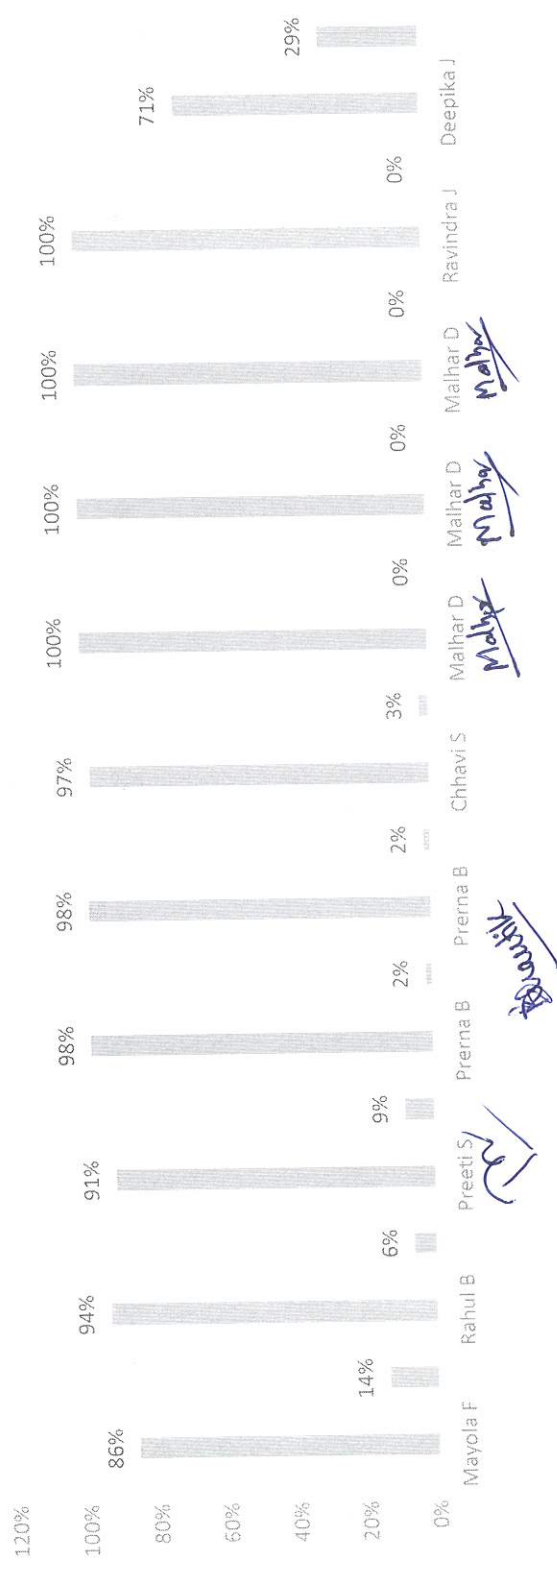 120%
100%
80%
60%
40%
20%
0%
86%
14%
94%
6%
91%
9%
98%
2%
98%
2%
97%
3%
100%
0%
100%
0%
100%
0%
100%
0%
71%
29%
Mayola F
Rahul B
Preeti S
Prerna B
Prerna B
Chhavi S
Malhar D
Malhar D
Malhar D
Ravindra J
Deepika J
Malhar
Malhar
Malhar